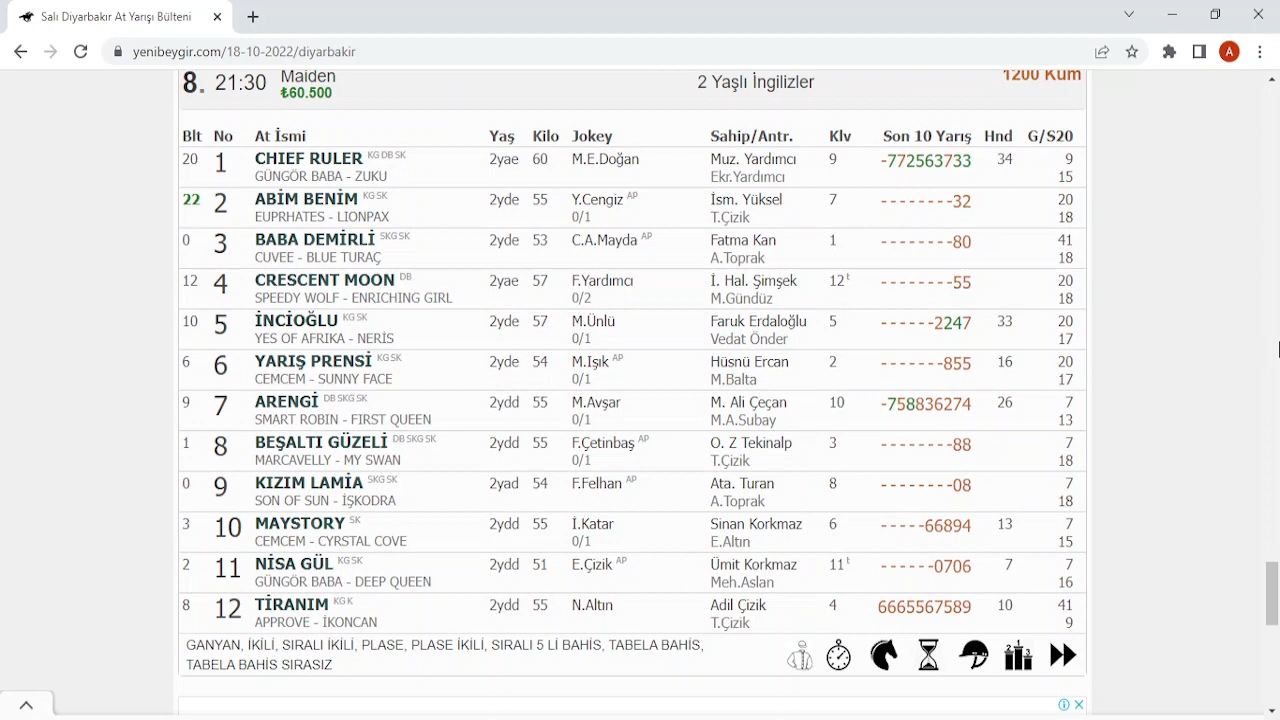 Salı Diyarbakır At Yarışı Bülteni
yenibeygir.com/18-10-2022/diyarbakir
A
8. 21:30 Maiden 2 Yaşlı İngilizler 1200 Kum
₺60.500
Blt No At İsmi Yaş Kilo Jokey Sahip/Antr. Klv Son 10 Yarış Hnd G/S20
20 1 CHIEF RULER KG DB SK 2yae 60 M.E.Doğan Muz. Yardımcı 9 -772563733 34 9
GÜNGÖR BABA - ZUKU Ekr.Yardımcı 15
22 2 ABİM BENİM KG SK 2yde 55 Y.Cengiz AP İsm. Yüksel 7 --------32 20
EUPRHATES - LIONPAX 0/1 T.Çizik 18
0 3 BABA DEMİRLİ SKG SK 2yde 53 C.A.Mayda AP Fatma Kan 1 --------80 41
CUVEE - BLUE TURAÇ A.Toprak 18
12 4 CRESCENT MOON DB 2yae 57 F.Yardımcı İ. Hal. Şimşek 12 t --------55 20
SPEEDY WOLF - ENRICHING GIRL 0/2 M.Gündüz 18
10 5 İNCİOĞLU KG SK 2yde 57 M.Ünlü Faruk Erdaloğlu 5 ------2247 33 20
YES OF AFRIKA - NERİS 0/1 Vedat Önder 17
6 6 YARIŞ PRENSİ KG SK 2yde 54 M.Işık AP Hüsnü Ercan 2 -------855 16 20
CEMCEM - SUNNY FACE 0/1 M.Balta 17
9 7 ARENGİ DB SKG SK 2ydd 55 M.Avşar M. Ali Çeçan 10 -758836274 26 7
SMART ROBIN - FIRST QUEEN 0/1 M.A.Subay 13
1 8 BEŞALTI GÜZELİ DB SKG SK 2ydd 55 F.Çetinbaş AP O. Z Tekinalp 3 --------88 7
MARCAVELLY - MY SWAN 0/1 T.Çizik 18
0 9 KIZIM LAMİA SKG SK 2yad 54 F.Felhan AP Ata. Turan 8 --------08 7
SON OF SUN - İŞKODRA A.Toprak 18
3 10 MAYSTORY SK 2ydd 55 İ.Katar Sinan Korkmaz 6 -----66894 13 7
CEMCEM - CYRSTAL COVE 0/1 E.Altın 15
2 11 NİSA GÜL KG SK 2ydd 51 E.Çizik AP Ümit Korkmaz 11 t ------0706 7 7
GÜNGÖR BABA - DEEP QUEEN Meh.Aslan 16
8 12 TİRANIM KG K 2ydd 55 N.Altın Adil Çizik 4 6665567589 10 41
APPROVE - İKONCAN T.Çizik 9
GANYAN, İKİLİ, SIRALI İKİLİ, PLASE, PLASE İKİLİ, SIRALI 5 Lİ BAHİS, TABELA BAHİS,
TABELA BAHİS SIRASIZ